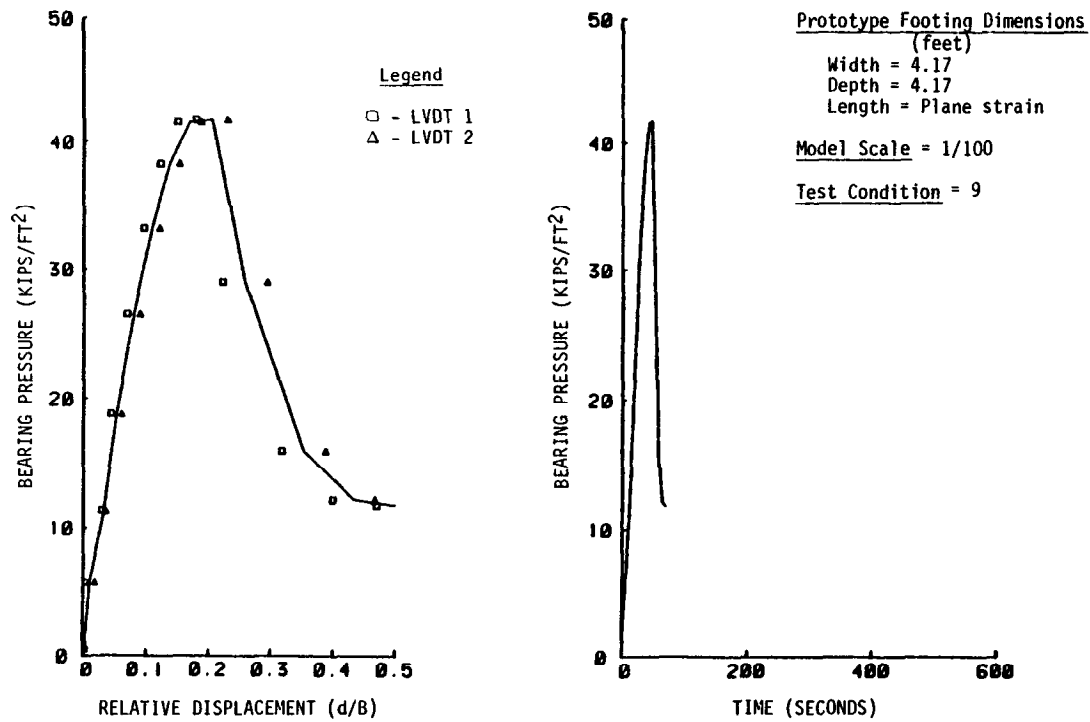 50
40
30
20
10
0
BEARING PRESSURE (KIPS/FT²)
Legend
□ - LVDT 1
△ - LVDT 2
0 0.1 0.2 0.3 0.4 0.5
RELATIVE DISPLACEMENT (d/B)
50
40
30
20
10
0
BEARING PRESSURE (KIPS/FT²)
0 200 400 600
TIME (SECONDS)
Prototype Footing Dimensions
(feet)
Width = 4.17
Depth = 4.17
Length = Plane strain
Model Scale = 1/100
Test Condition = 9